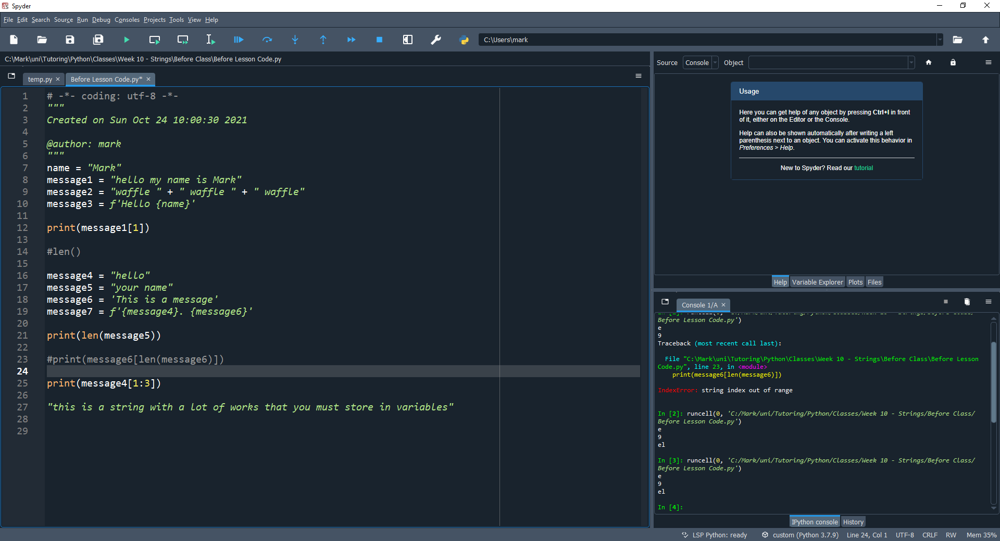 Spyder
File Edit Search Source Run Debug Consoles Projects Tools View Help
C:\Users\mark
C:\Mark\uni\Tutoring\Python\Classes\Week 10 - Strings\Before Class\Before Lesson Code.py
temp.py
Before Lesson Code.py*
1 # -*- coding: utf-8 -*-
2 """
3 Created on Sun Oct 24 10:00:30 2021
4
5 @author: mark
6 """
7 name = "Mark"
8 message1 = "hello my name is Mark"
9 message2 = "waffle " + " waffle " + " waffle"
10 message3 = f'Hello {name}'
11
12 print(message1[1])
13
14 #len()
15
16 message4 = "hello"
17 message5 = "your name"
18 message6 = 'This is a message'
19 message7 = f'{message4}. {message6}'
20
21 print(len(message5))
22
23 #print(message6[len(message6)])
24
25 print(message4[1:3])
26
27 "this is a string with a lot of works that you must store in variables"
28
29
Source Console Object
Usage
Here you can get help of any object by pressing Ctrl+I in front
of it, either on the Editor or the Console.
Help can also be shown automatically after writing a left
parenthesis next to an object. You can activate this behavior in
Preferences > Help.
New to Spyder? Read our tutorial
Help Variable Explorer Plots Files
Console 1/A
Before Lesson Code.py')
e
9
Traceback (most recent call last):
File "C:\Mark\uni\Tutoring\Python\Classes\Week 10 - Strings\Before Class\Before Lesson
Code.py", line 23, in <module>
print(message6[len(message6)])
IndexError: string index out of range
In [2]: runcell(0, 'C:/Mark/uni/Tutoring/Python/Classes/Week 10 - Strings/Before Class/
Before Lesson Code.py')
e
9
el
In [3]: runcell(0, 'C:/Mark/uni/Tutoring/Python/Classes/Week 10 - Strings/Before Class/
Before Lesson Code.py')
e
9
el
In [4]:
IPython console History
LSP Python: ready custom (Python 3.7.9) Line 24, Col 1 UTF-8 CRLF RW Mem 35%